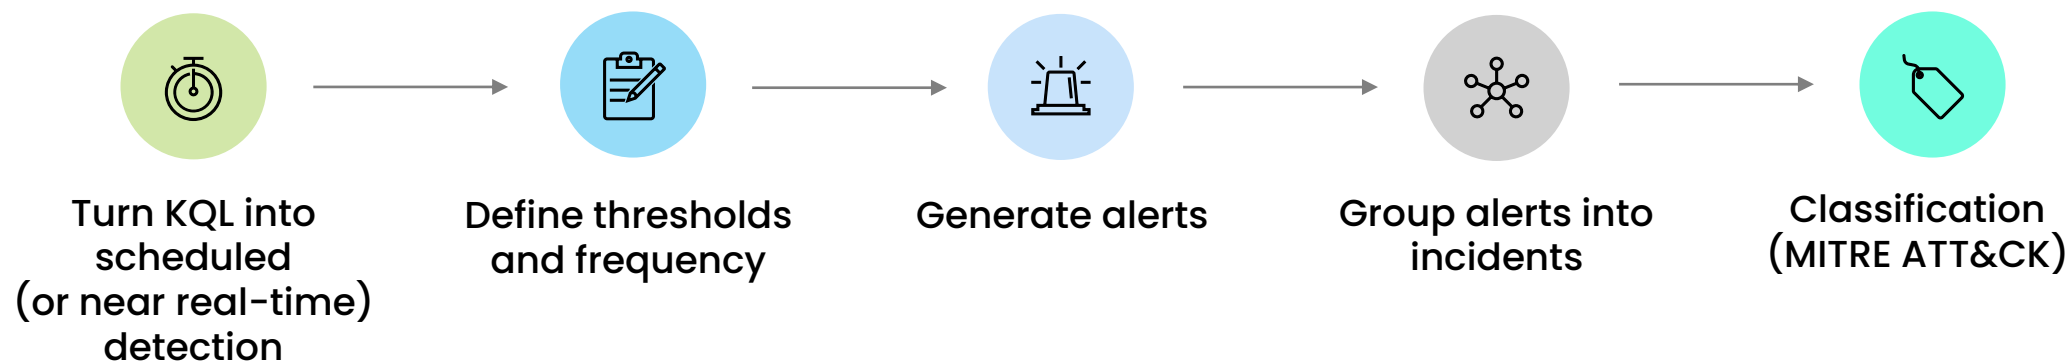 Turn KQL into
scheduled
(or near real-time)
detection
Define thresholds
and frequency
Generate alerts
Group alerts into
incidents
Classification
(MITRE ATT&CK)